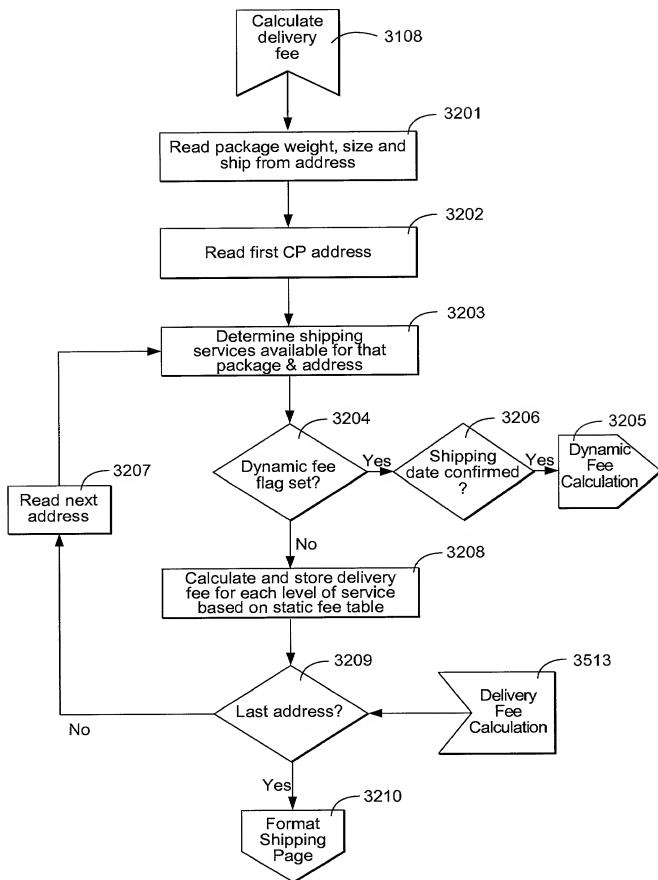 Calculate
delivery
fee
3108
3201
Read package weight, size and
ship from address
3202
Read first CP address
3203
Determine shipping
services available for that
package & address
3204
Dynamic fee
flag set?
Yes
3206
Shipping
date confirmed
?
Yes
3205
Dynamic
Fee
Calculation
3207
Read next
address
No
3208
Calculate and store delivery
fee for each level of service
based on static fee table
3209
Last address?
3513
Delivery
Fee
Calculation
No
Yes
3210
Format
Shipping
Page